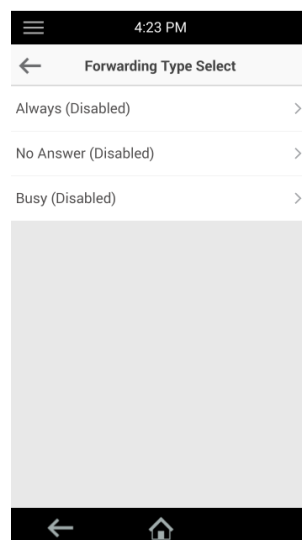 4:23 PM
Forwarding Type Select
Always (Disabled)
No Answer (Disabled)
Busy (Disabled)